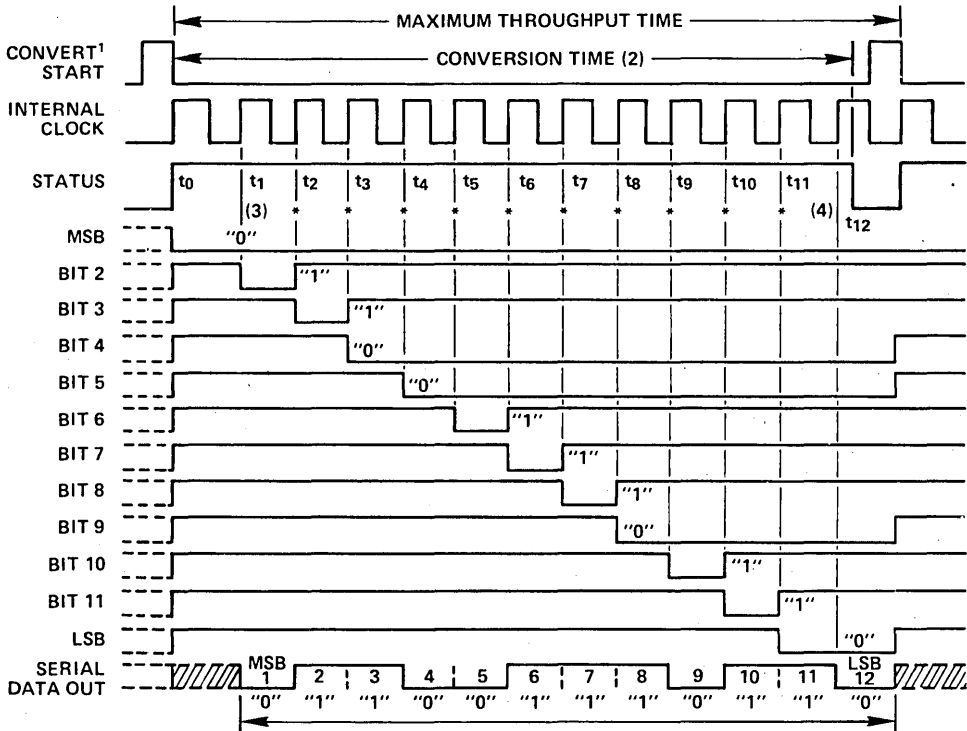 MAXIMUM THROUGHPUT TIME
CONVERT¹ START
CONVERSION TIME (2)
INTERNAL CLOCK
STATUS
t0 t1 t2 t3 t4 t5 t6 t7 t8 t9 t10 t11
(3) * * * * * * * * * * (4) t12
MSB "0"
BIT 2 "1"
BIT 3 "1"
BIT 4 "0"
BIT 5 "0"
BIT 6 "1"
BIT 7 "1"
BIT 8 "1"
BIT 9 "0"
BIT 10 "1"
BIT 11 "1"
LSB "0"
SERIAL DATA OUT
MSB LSB
1 2 3 4 5 6 7 8 9 10 11 12
"0" "1" "1" "0" "0" "1" "1" "1" "0" "1" "1" "0"